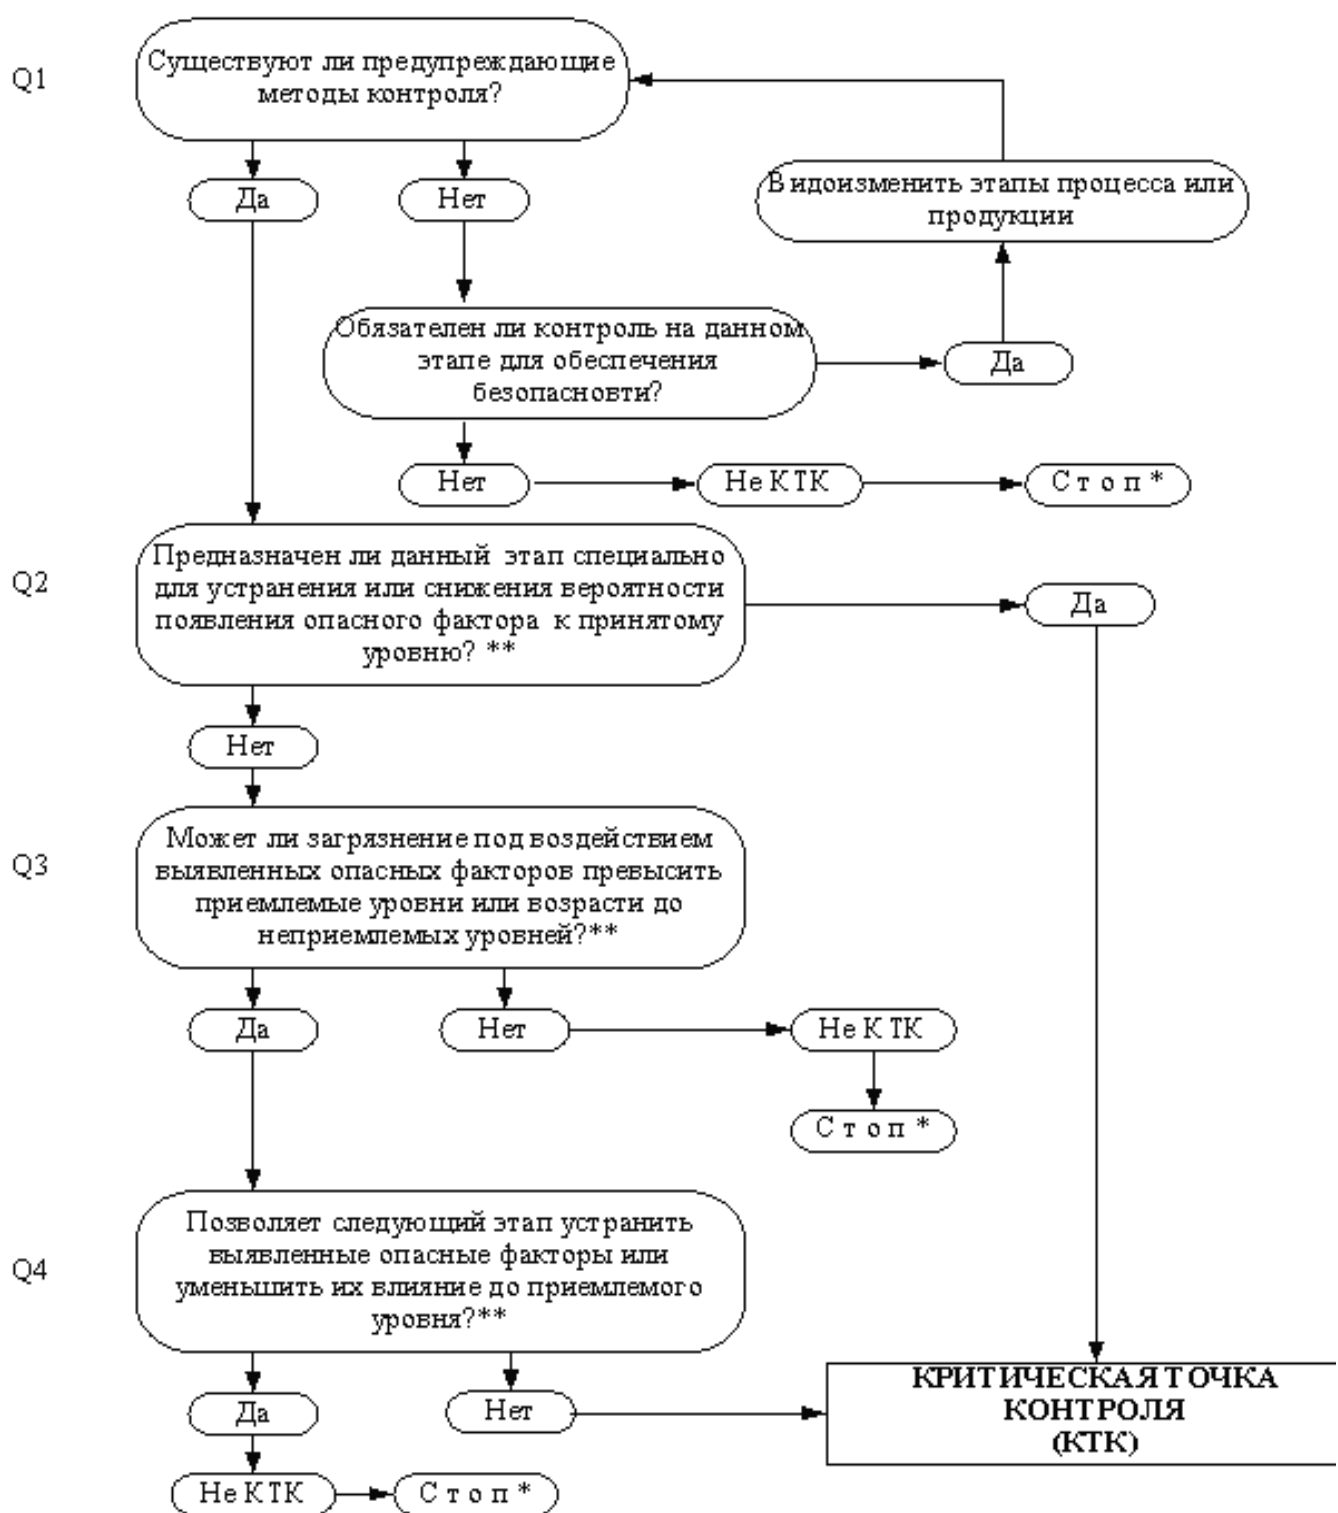 Q1
Существуют ли предупреждающие
методы контроля?
Да
Нет
Видоизменить этапы процесса или
продукции
Обязателен ли контроль на данном
этапе для обеспечения
безопасновти?
Да
Нет
Не КТК
Стоп*
Q2
Предназначен ли данный этап специально
для устранения или снижения вероятности
появления опасного фактора к принятому
уровню? **
Да
Нет
Q3
Может ли загрязнение под воздействием
выявленных опасных факторов превысить
приемлемые уровни или возрасти до
неприемлемых уровней?**
Да
Нет
Не КТК
Стоп*
Q4
Позволяет следующий этап устранить
выявленные опасные факторы или
уменьшить их влияние до приемлемого
уровня?**
Да
Нет
КРИТИЧЕСКАЯ ТОЧКА
КОНТРОЛЯ
(КТК)
Не КТК
Стоп*